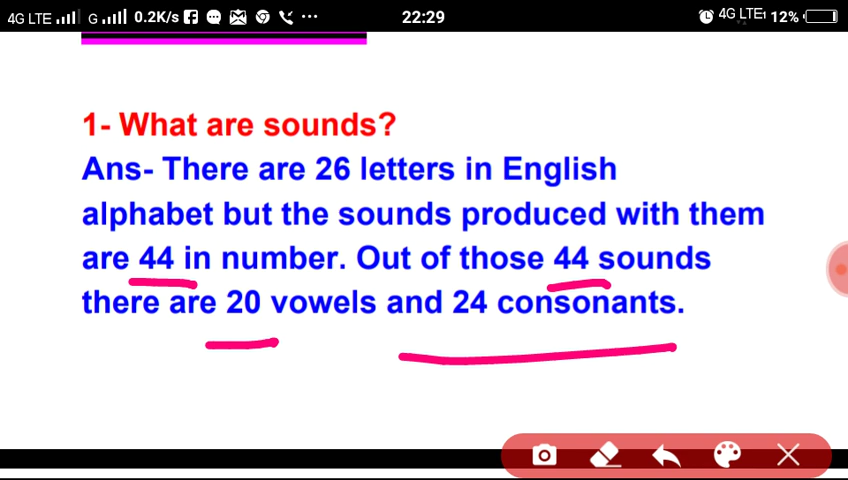 4G LTE G 0.2K/s 22:29 4G LTE 12%
1- What are sounds?
Ans- There are 26 letters in English
alphabet but the sounds produced with them
are 44 in number. Out of those 44 sounds
there are 20 vowels and 24 consonants.